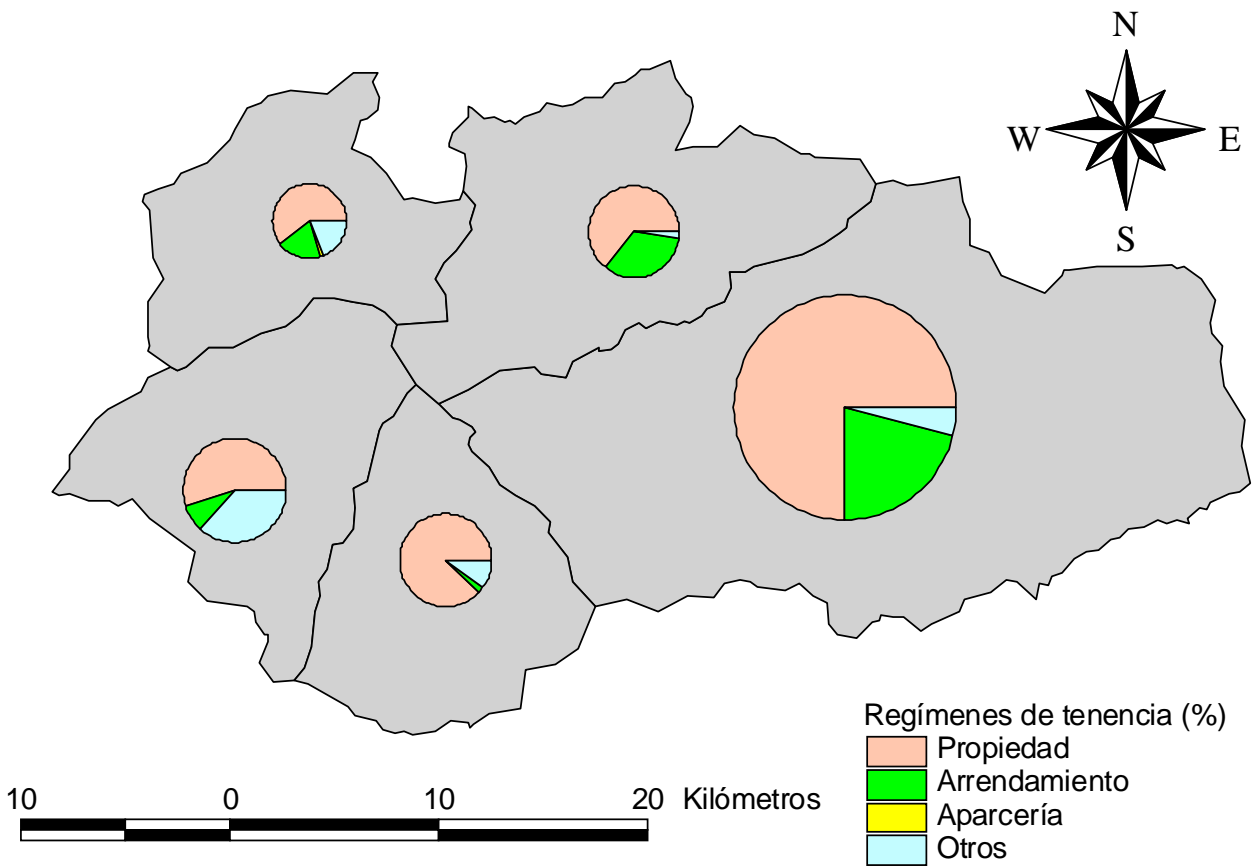 N
W E
S
Regímenes de tenencia (%)
Propiedad
Arrendamiento
Aparcería
Otros
10 0 10 20 Kilómetros